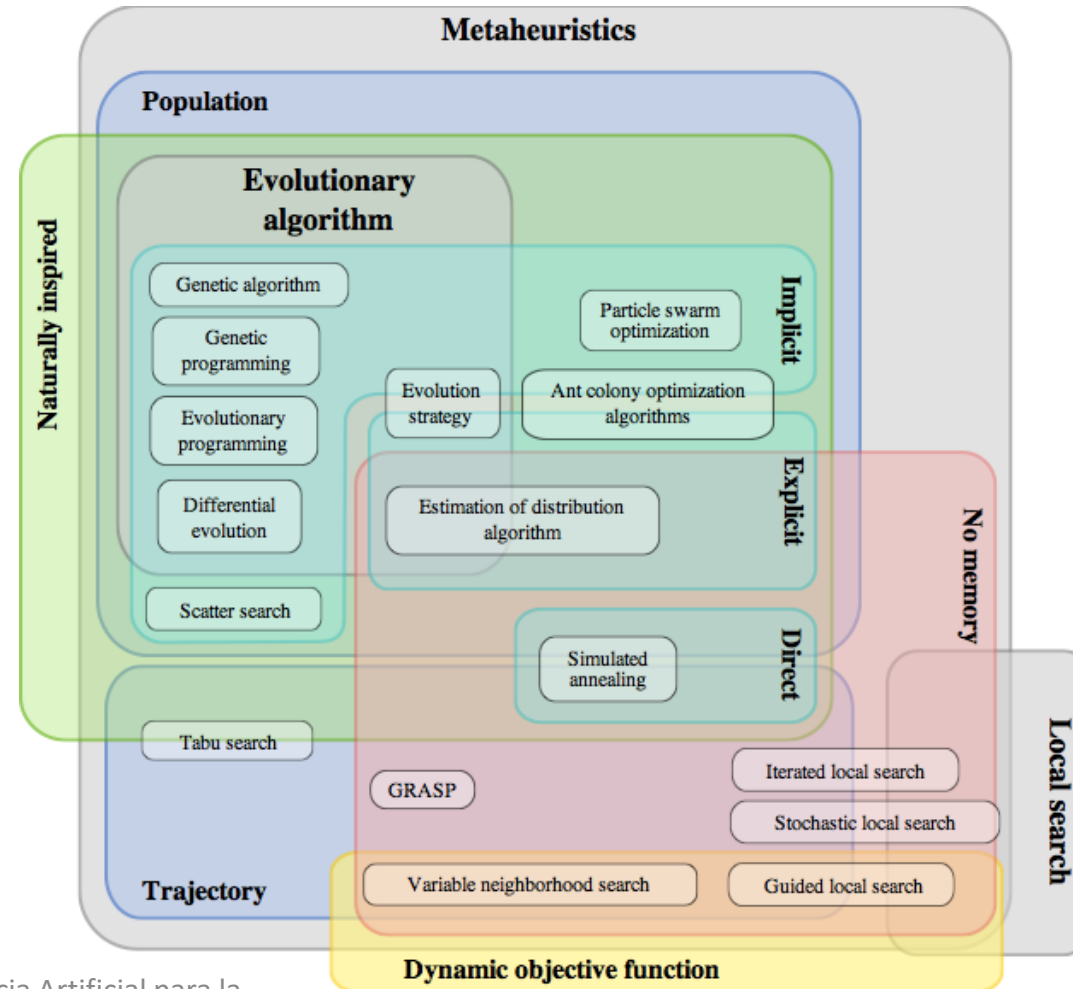 Metaheuristics
Population
Evolutionary
algorithm
Naturally inspired
Genetic algorithm
Implicit
Particle swarm
optimization
Genetic
programming
Evolution
strategy
Ant colony optimization
algorithms
Evolutionary
programming
Explicit
Differential
evolution
Estimation of distribution
algorithm
No memory
Scatter search
Direct
Simulated
annealing
Tabu search
Local search
Iterated local search
GRASP
Stochastic local search
Trajectory
Variable neighborhood search
Guided local search
Dynamic objective function
Artificial para la